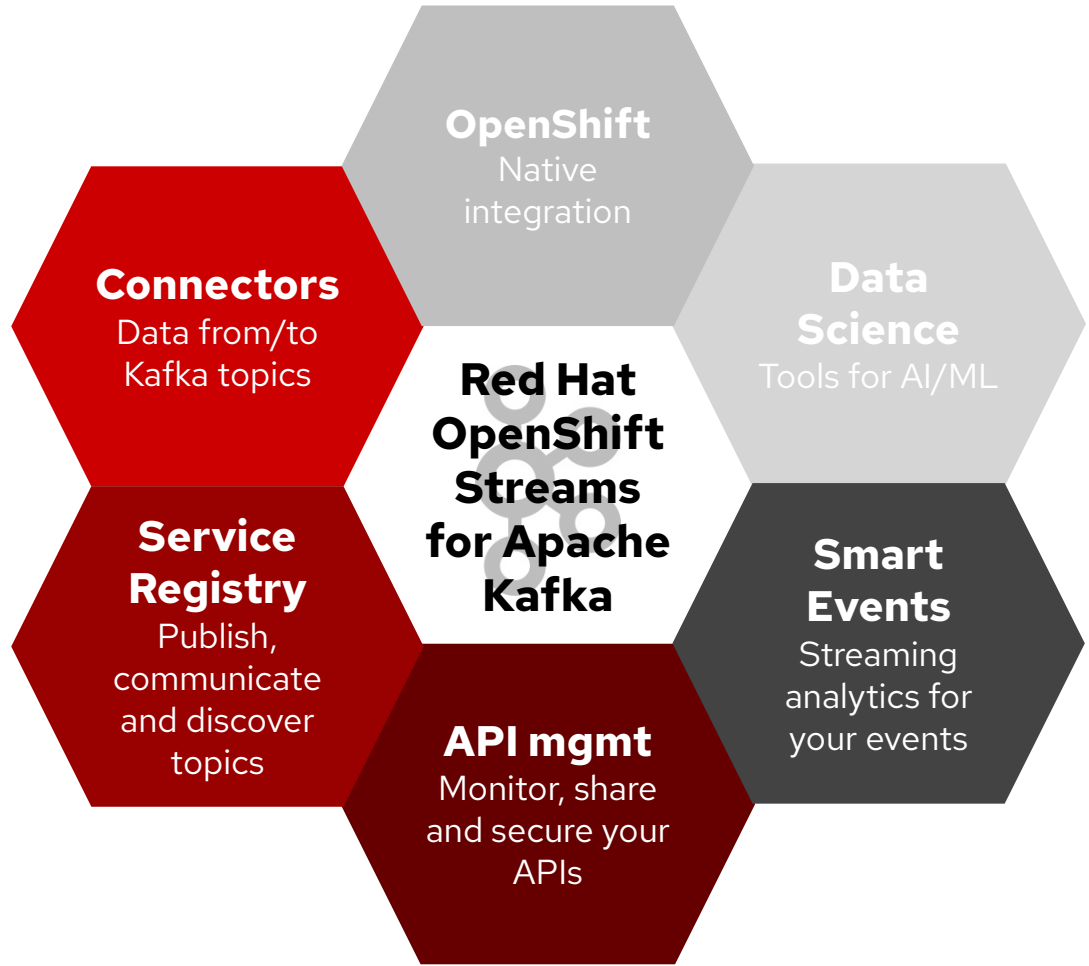 OpenShift
Native
integration
Connectors
Data from/to
Kafka topics
Data
Science
Tools for AI/ML
Red Hat
OpenShift
Streams
for Apache
Kafka
Service
Registry
Publish,
communicate
and discover
topics
Smart
Events
Streaming
analytics for
your events
API mgmt
Monitor, share
and secure your
APIs